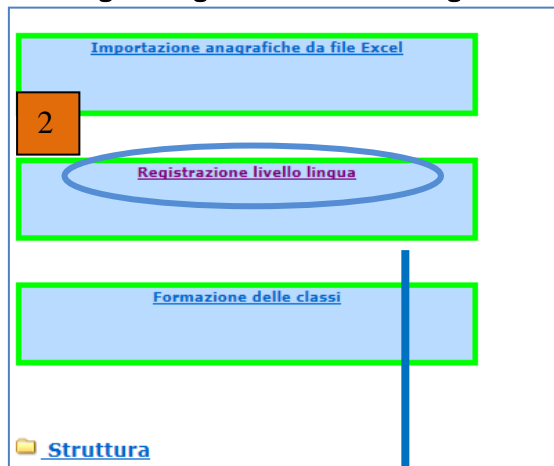 Importazione anagrafiche da file Excel
2
Registrazione livello lingua
Formazione delle classi
Struttura